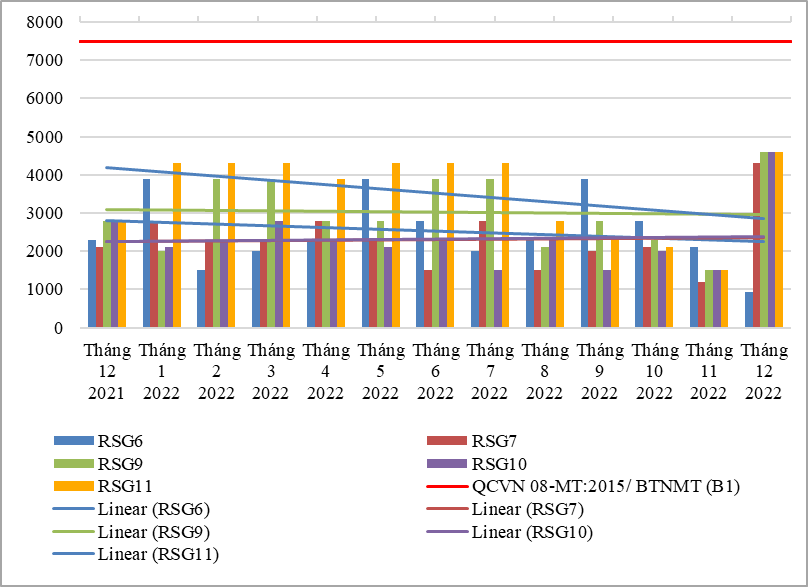 8000
7000
6000
5000
4000
3000
2000
1000
0
Tháng Tháng Tháng Tháng Tháng Tháng Tháng Tháng Tháng Tháng Tháng Tháng Tháng
12 1 2 3 4 5 6 7 8 9 10 11 12
2021 2022 2022 2022 2022 2022 2022 2022 2022 2022 2022 2022 2022
RSG6 RSG7
RSG9 RSG10
RSG11 QCVN 08-MT:2015/ BTNMT (B1)
Linear (RSG6) Linear (RSG7)
Linear (RSG9) Linear (RSG10)
Linear (RSG11)